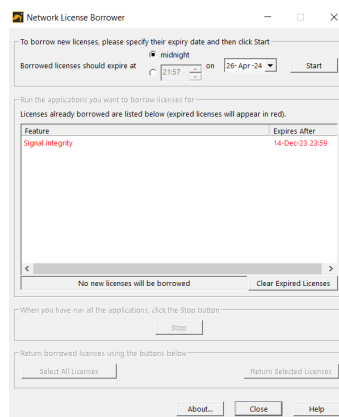 Network License Borrower
To borrow new licenses, please specify their expiry date and then click Start
midnight
Borrowed licenses should expire at
21:57
on
26-Apr-24
Start
Run the applications you want to borrow licenses for
Licenses already borrowed are listed below (expired licenses will appear in red).
Feature Expires After
Signal Integrity 14-Dec-23 23:59
No new licenses will be borrowed
Clear Expired Licenses
When you have run all the applications, click the Stop button
Stop
Return borrowed licenses using the buttons below
Select All Licenses
Return Selected Licenses
About...
Close
Help